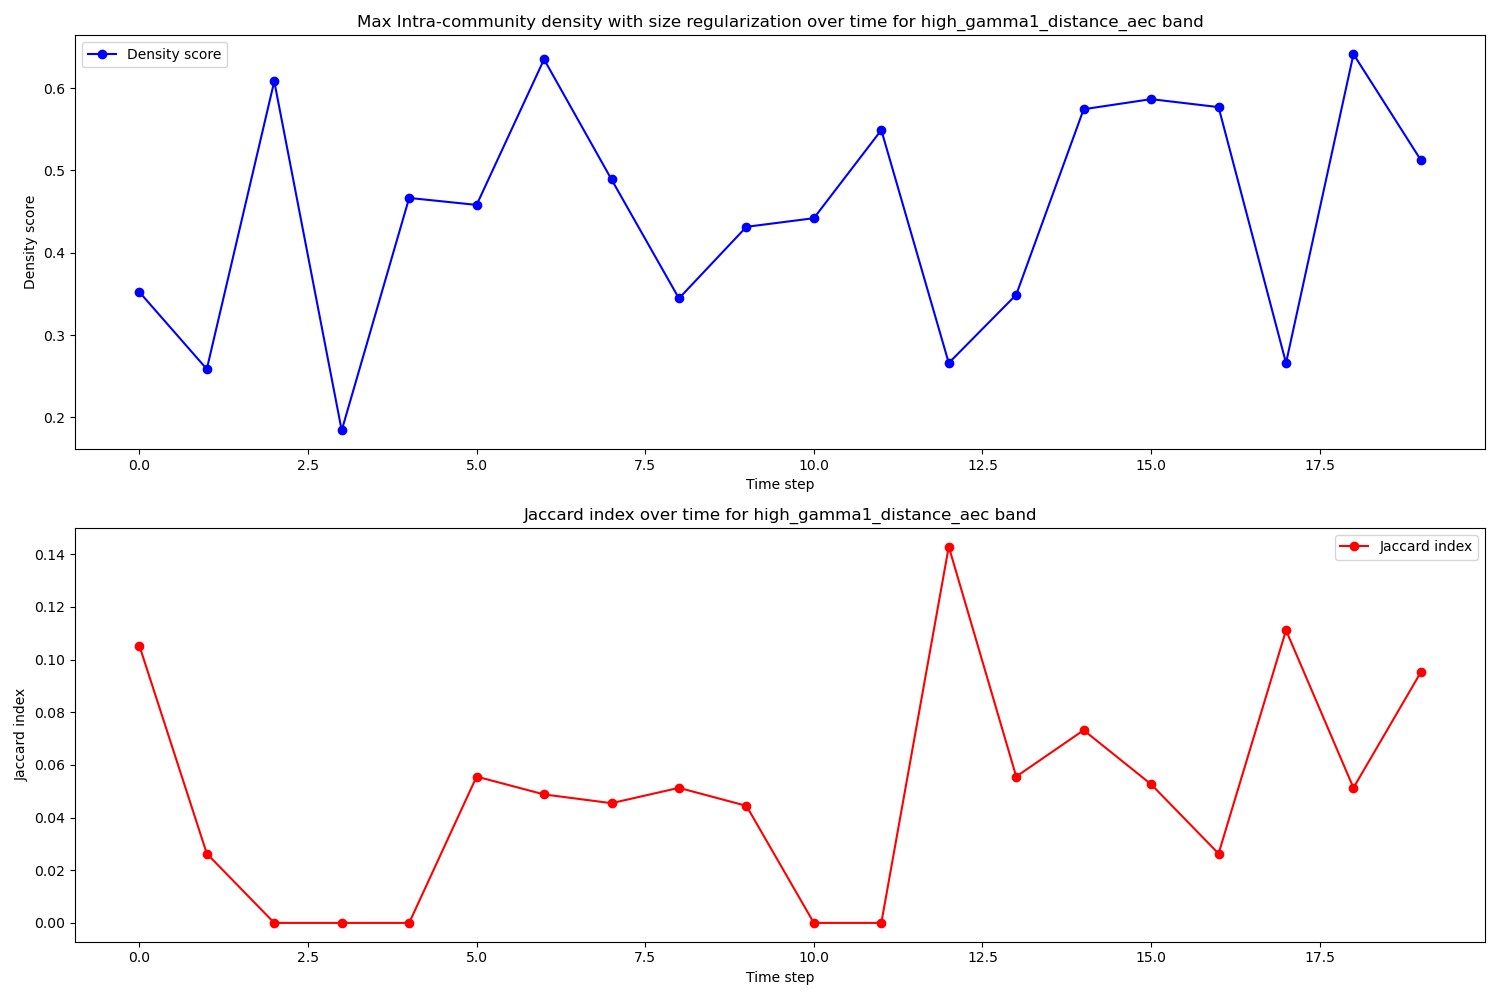 Max Intra-community density with size regularization over time for high_gamma1_distance_aec band
Density score
0.6
0.5
0.4
0.3
0.2
Density score
0.0 2.5 5.0 7.5 10.0 12.5 15.0 17.5
Time step
Jaccard index over time for high_gamma1_distance_aec band
Jaccard index
0.14
0.12
0.10
0.08
0.06
0.04
0.02
0.00
Jaccard index
0.0 2.5 5.0 7.5 10.0 12.5 15.0 17.5
Time step